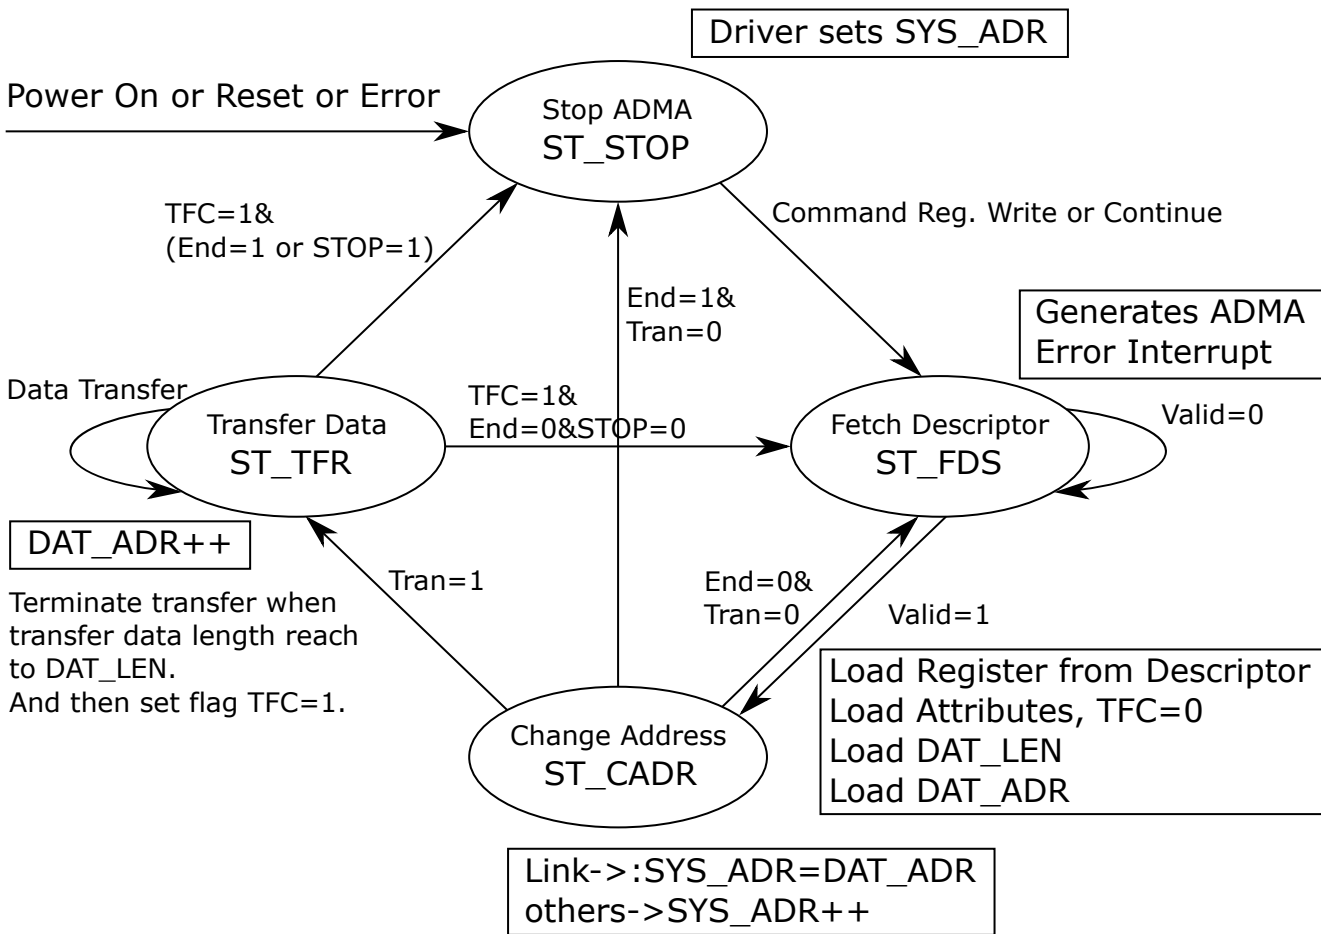 Driver sets SYS_ADR
Power On or Reset or Error
Stop ADMA
ST_STOP
TFC=1&
(End=1 or STOP=1)
Command Reg. Write or Continue
End=1&
Tran=0
Generates ADMA
Error Interrupt
Data Transfer
TFC=1&
End=0&STOP=0
Valid=0
Transfer Data
ST_TFR
Fetch Descriptor
ST_FDS
DAT_ADR++
Tran=1
End=0&
Tran=0
Valid=1
Terminate transfer when
transfer data length reach
to DAT_LEN.
And then set flag TFC=1.
Load Register from Descriptor
Load Attributes, TFC=0
Load DAT_LEN
Load DAT_ADR
Change Address
ST_CADR
Link->:SYS_ADR=DAT_ADR
others->SYS_ADR++